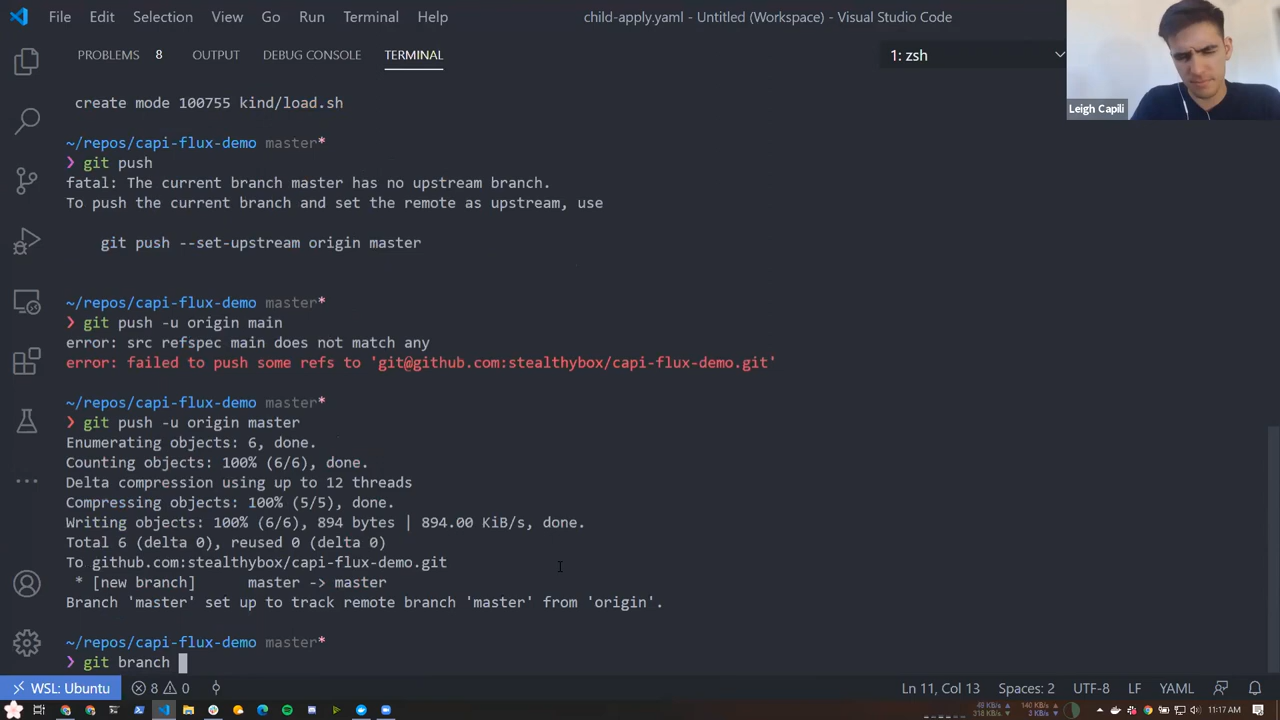 File Edit Selection View Go Run Terminal Help child-apply.yaml - Untitled (Workspace) - Visual Studio Code
PROBLEMS 8 OUTPUT DEBUG CONSOLE TERMINAL 1: zsh
Leigh Capili
create mode 100755 kind/load.sh
~/repos/capi-flux-demo master*
❯ git push
fatal: The current branch master has no upstream branch.
To push the current branch and set the remote as upstream, use
git push --set-upstream origin master
~/repos/capi-flux-demo master*
❯ git push -u origin main
error: src refspec main does not match any
error: failed to push some refs to 'git@github.com:stealthybox/capi-flux-demo.git'
~/repos/capi-flux-demo master*
❯ git push -u origin master
Enumerating objects: 6, done.
Counting objects: 100% (6/6), done.
Delta compression using up to 12 threads
Compressing objects: 100% (5/5), done.
Writing objects: 100% (6/6), 894 bytes | 894.00 KiB/s, done.
Total 6 (delta 0), reused 0 (delta 0)
To github.com:stealthybox/capi-flux-demo.git
* [new branch] master -> master
Branch 'master' set up to track remote branch 'master' from 'origin'.
~/repos/capi-flux-demo master*
❯ git branch
WSL: Ubuntu 8 0 Ln 11, Col 13 Spaces: 2 UTF-8 LF YAML
49 KB/s 140 KB/s
318 KB/s 3 KB/s
11:17 AM